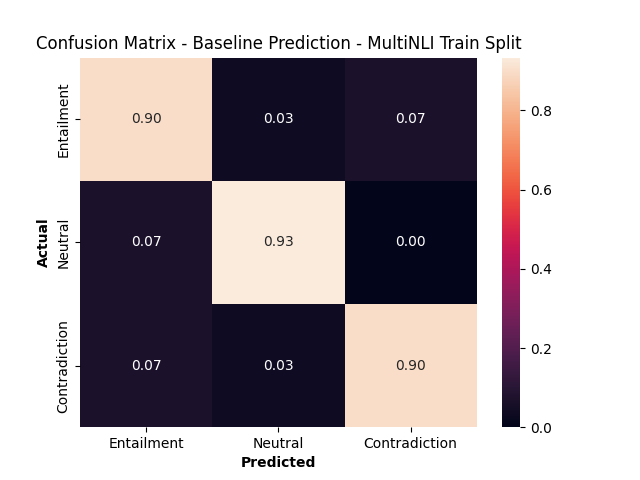 Confusion Matrix - Baseline Prediction - MultiNLI Train Split
Entailment
0.90
0.03
0.07
Neutral
0.07
0.93
0.00
Contradiction
0.07
0.03
0.90
Actual
Entailment
Neutral
Contradiction
Predicted
0.8
0.6
0.4
0.2
0.0